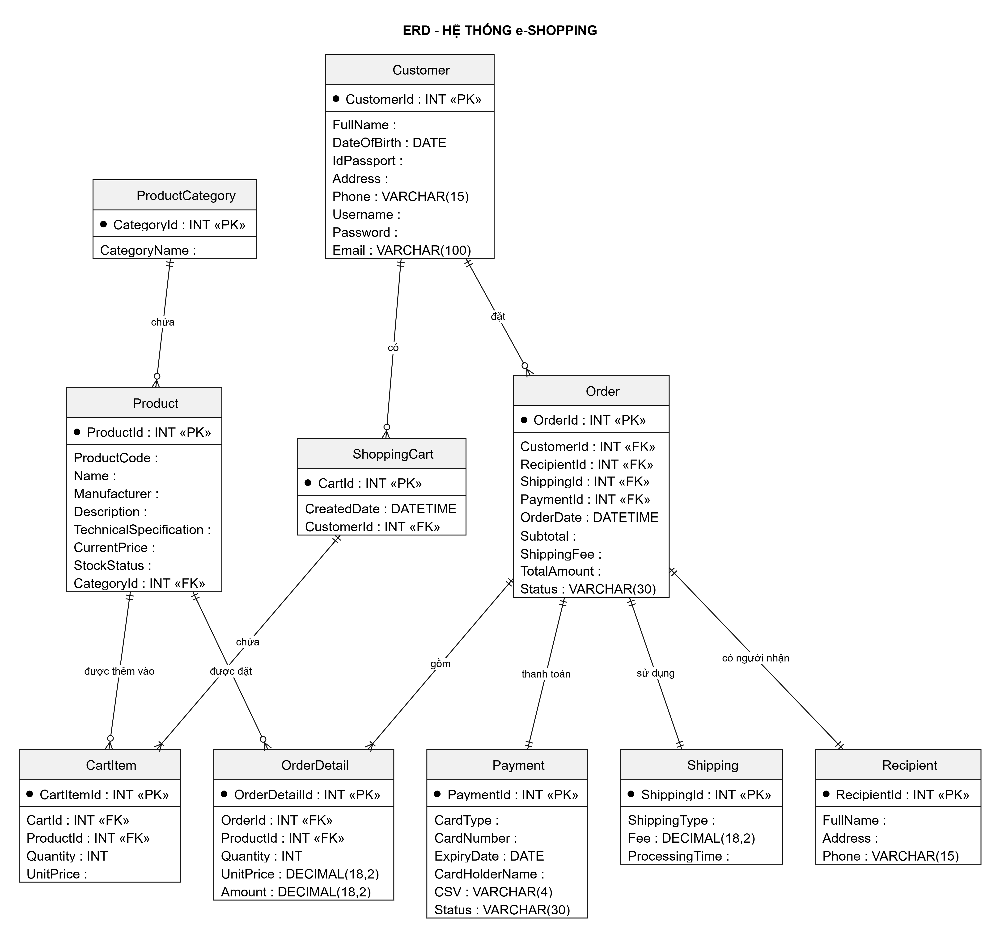 ERD - HỆ THỐNG e-SHOPPING
Customer
CustomerId : INT «PK»
FullName :
DateOfBirth : DATE
IdPassport :
Address :
Phone : VARCHAR(15)
Username :
Password :
Email : VARCHAR(100)
ProductCategory
CategoryId : INT «PK»
CategoryName :
chứa
có
đặt
Product
ProductId : INT «PK»
ProductCode :
Name :
Manufacturer :
Description :
TechnicalSpecification :
CurrentPrice :
StockStatus :
CategoryId : INT «FK»
ShoppingCart
CartId : INT «PK»
CreatedDate : DATETIME
CustomerId : INT «FK»
Order
OrderId : INT «PK»
CustomerId : INT «FK»
RecipientId : INT «FK»
ShippingId : INT «FK»
PaymentId : INT «FK»
OrderDate : DATETIME
Subtotal :
ShippingFee :
TotalAmount :
Status : VARCHAR(30)
được thêm vào
chứa
được đặt
gồm
thanh toán
sử dụng
có người nhận
CartItem
CartItemId : INT «PK»
CartId : INT «FK»
ProductId : INT «FK»
Quantity : INT
UnitPrice :
OrderDetail
OrderDetailId : INT «PK»
OrderId : INT «FK»
ProductId : INT «FK»
Quantity : INT
UnitPrice : DECIMAL(18,2)
Amount : DECIMAL(18,2)
Payment
PaymentId : INT «PK»
CardType :
CardNumber :
ExpiryDate : DATE
CardHolderName :
CSV : VARCHAR(4)
Status : VARCHAR(30)
Shipping
ShippingId : INT «PK»
ShippingType :
Fee : DECIMAL(18,2)
ProcessingTime :
Recipient
RecipientId : INT «PK»
FullName :
Address :
Phone : VARCHAR(15)